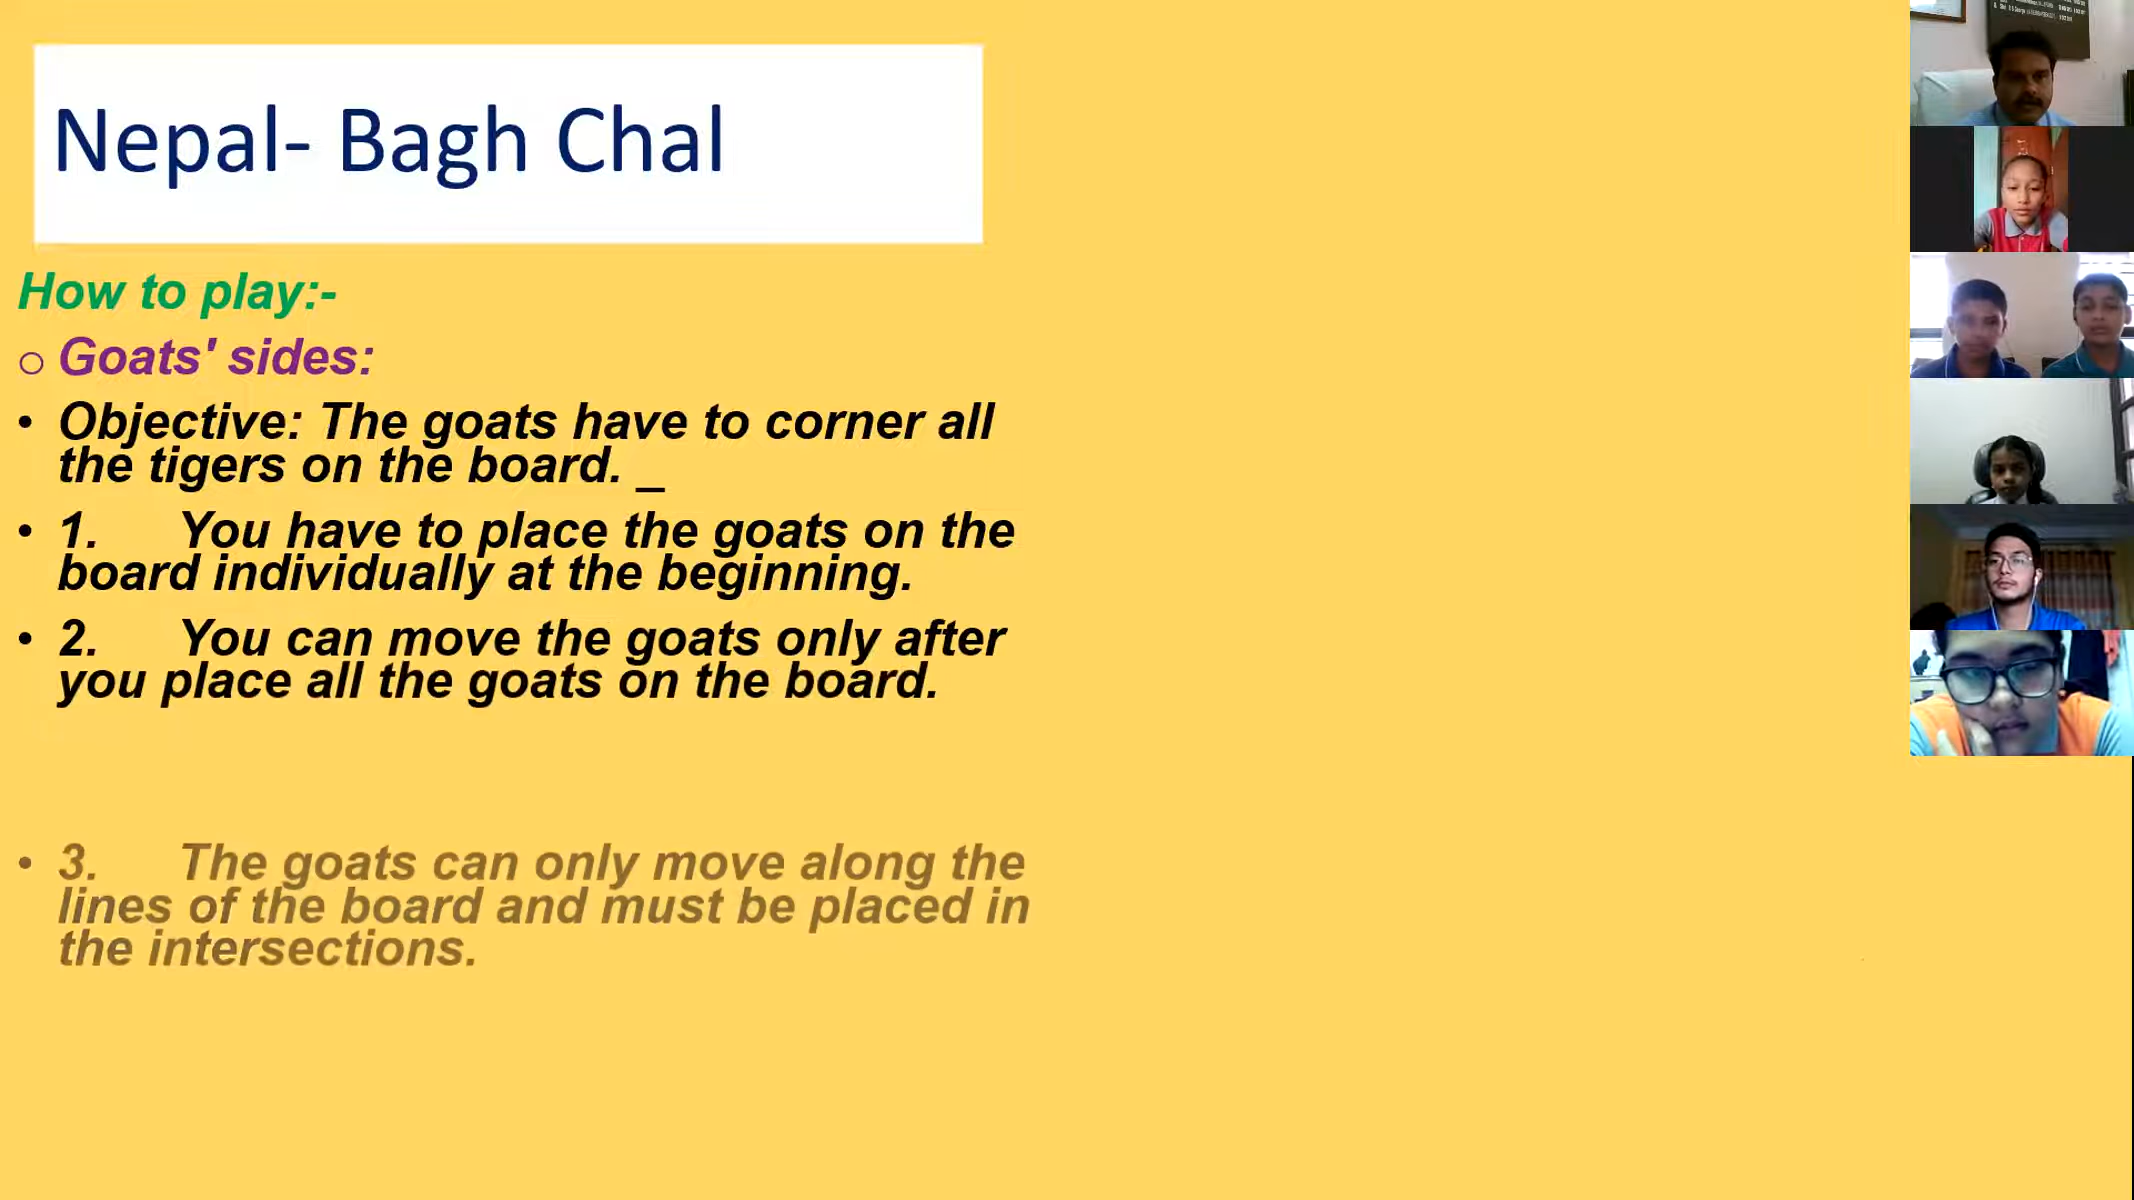 Nepal- Bagh Chal
How to play:-
o Goats' sides:
• Objective: The goats have to corner all
the tigers on the board. _
• 1. You have to place the goats on the
board individually at the beginning.
• 2. You can move the goats only after
you place all the goats on the board.
• 3. The goats can only move along the
lines of the board and must be placed in
the intersections.